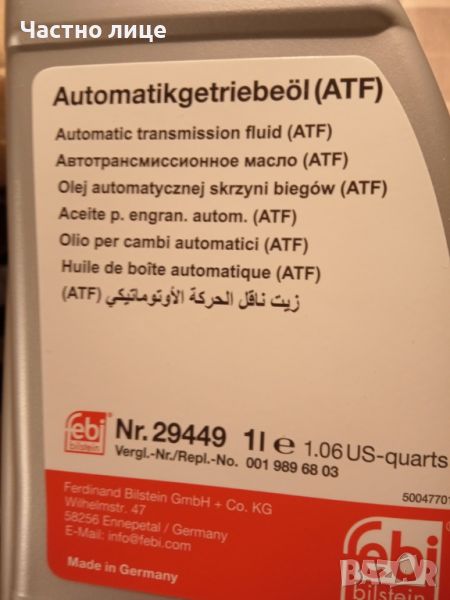 Частно лице
Automatikgetriebeöl (ATF)
Automatic transmission fluid (ATF)
Автотрансмиссионное масло (ATF)
Olej automatycznej skrzyni biegów (ATF)
Aceite p. engran. autom. (ATF)
Olio per cambi automatici (ATF)
Huile de boîte automatique (ATF)
زيت ناقل الحركة الأوتوماتيكي (ATF)
febi bilstein
Nr. 29449 1l e 1.06 US-quarts
Vergl.-Nr./Repl.-No. 001 989 68 03
5004770
Ferdinand Bilstein GmbH + Co. KG
Wilhelmstr. 47
58256 Ennepetal / Germany
E-Mail: info@febi.com
Made in Germany
febi
bilstein